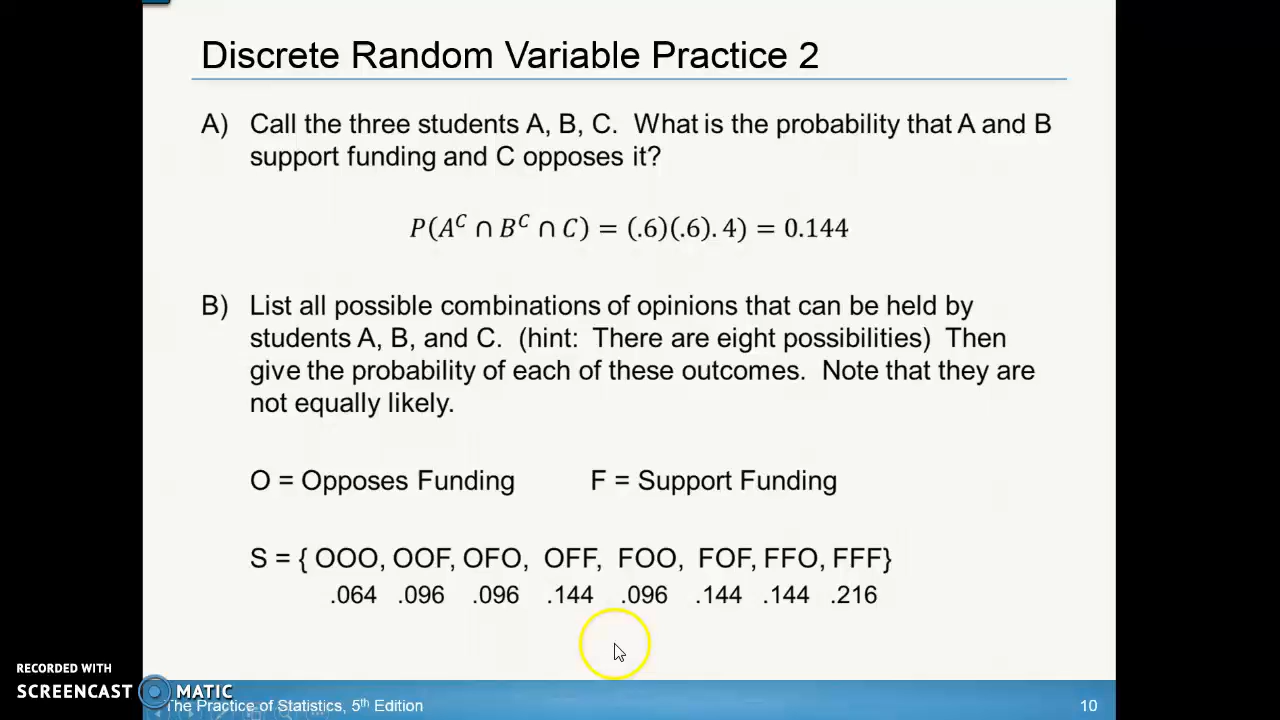 Discrete Random Variable Practice 2
A) Call the three students A, B, C. What is the probability that A and B
support funding and C opposes it?
P(Aᶜ ∩ Bᶜ ∩ C) = (.6)(.6). 4) = 0.144
B) List all possible combinations of opinions that can be held by
students A, B, and C. (hint: There are eight possibilities) Then
give the probability of each of these outcomes. Note that they are
not equally likely.
O = Opposes Funding F = Support Funding
S = { OOO, OOF, OFO, OFF, FOO, FOF, FFO, FFF}
.064 .096 .096 .144 .096 .144 .144 .216
RECORDED WITH
SCREENCAST MATIC
The Practice of Statistics, 5th Edition 10